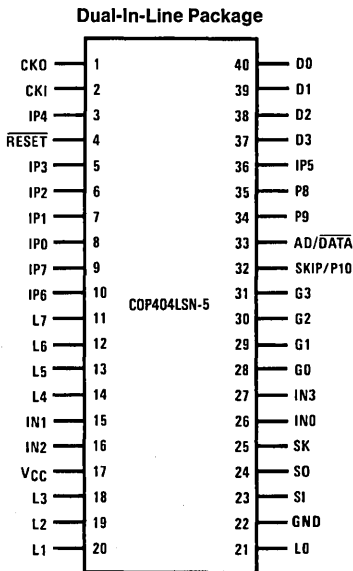 Dual-In-Line Package
CKO 1 40 D0
CKI 2 39 D1
IP4 3 38 D2
RESET 4 37 D3
IP3 5 36 IP5
IP2 6 35 P8
IP1 7 34 P9
IP0 8 33 AD/DATA
IP7 9 32 SKIP/P10
IP6 10 31 G3
COP404LSN-5
L7 11 30 G2
L6 12 29 G1
L5 13 28 G0
L4 14 27 IN3
IN1 15 26 IN0
IN2 16 25 SK
VCC 17 24 SO
L3 18 23 SI
L2 19 22 GND
L1 20 21 L0